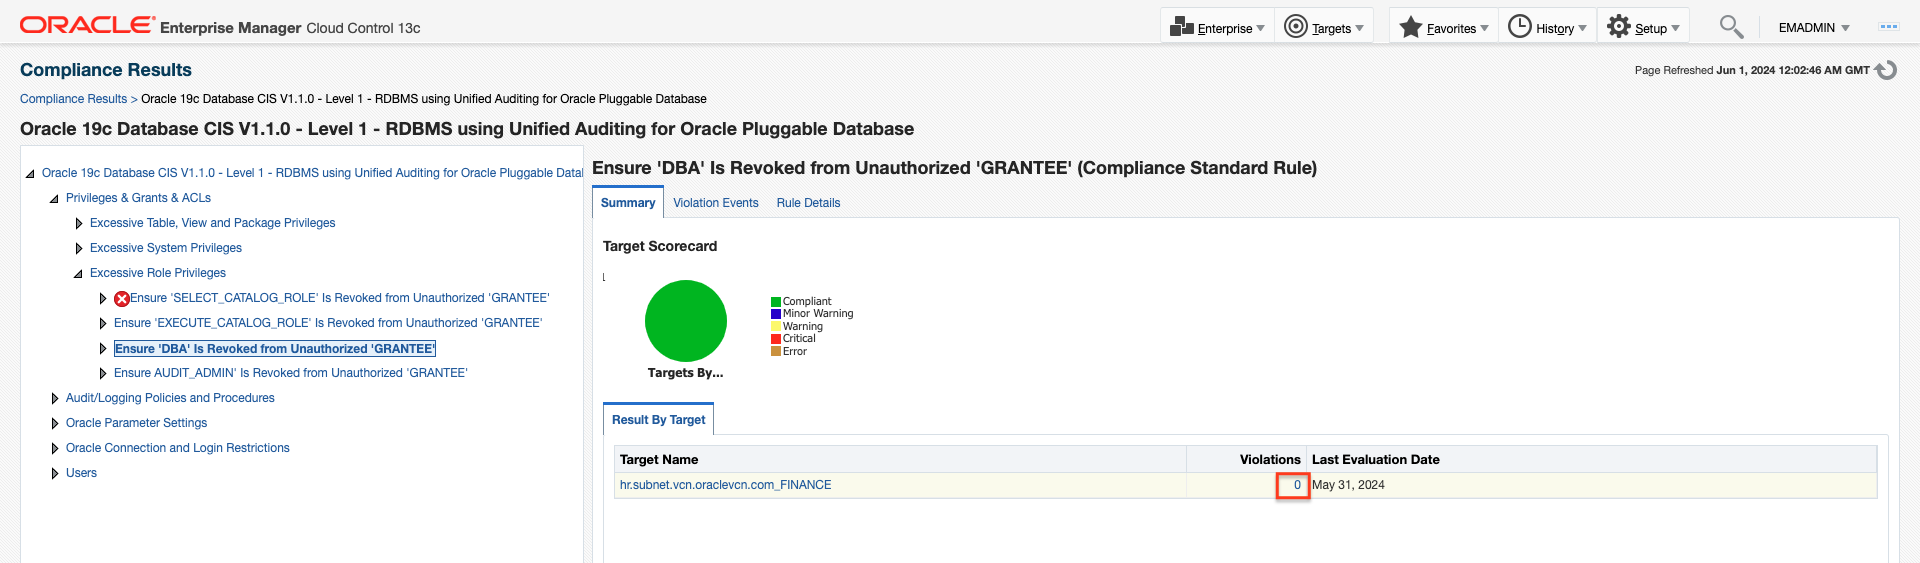 ORACLE Enterprise Manager Cloud Control 13c
Enterprise Targets Favorites History Setup EMADMIN
Compliance Results
Page Refreshed Jun 1, 2024 12:02:46 AM GMT
Compliance Results > Oracle 19c Database CIS V1.1.0 - Level 1 - RDBMS using Unified Auditing for Oracle Pluggable Database
Oracle 19c Database CIS V1.1.0 - Level 1 - RDBMS using Unified Auditing for Oracle Pluggable Database
Oracle 19c Database CIS V1.1.0 - Level 1 - RDBMS using Unified Auditing for Oracle Pluggable Data
Privileges & Grants & ACLs
Excessive Table, View and Package Privileges
Excessive System Privileges
Excessive Role Privileges
Ensure 'SELECT_CATALOG_ROLE' Is Revoked from Unauthorized 'GRANTEE'
Ensure 'EXECUTE_CATALOG_ROLE' Is Revoked from Unauthorized 'GRANTEE'
Ensure 'DBA' Is Revoked from Unauthorized 'GRANTEE'
Ensure AUDIT_ADMIN' Is Revoked from Unauthorized 'GRANTEE'
Audit/Logging Policies and Procedures
Oracle Parameter Settings
Oracle Connection and Login Restrictions
Users
Ensure 'DBA' Is Revoked from Unauthorized 'GRANTEE' (Compliance Standard Rule)
Summary Violation Events Rule Details
Target Scorecard
1
Compliant
Minor Warning
Warning
Critical
Error
Targets By...
Result By Target
Target Name Violations Last Evaluation Date
hr.subnet.vcn.oraclevcn.com_FINANCE 0 May 31, 2024